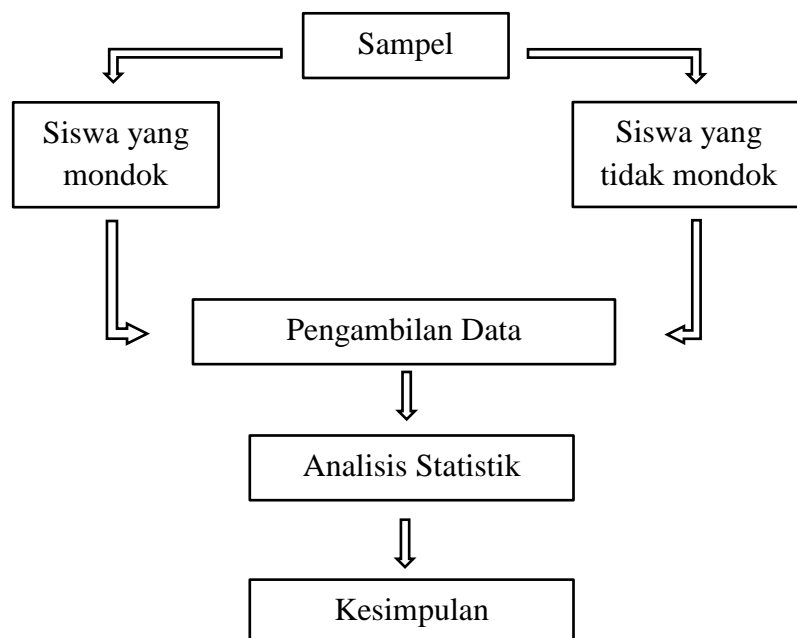 Sampel
Siswa yang
mondok
Siswa yang
tidak mondok
Pengambilan Data
Analisis Statistik
Kesimpulan